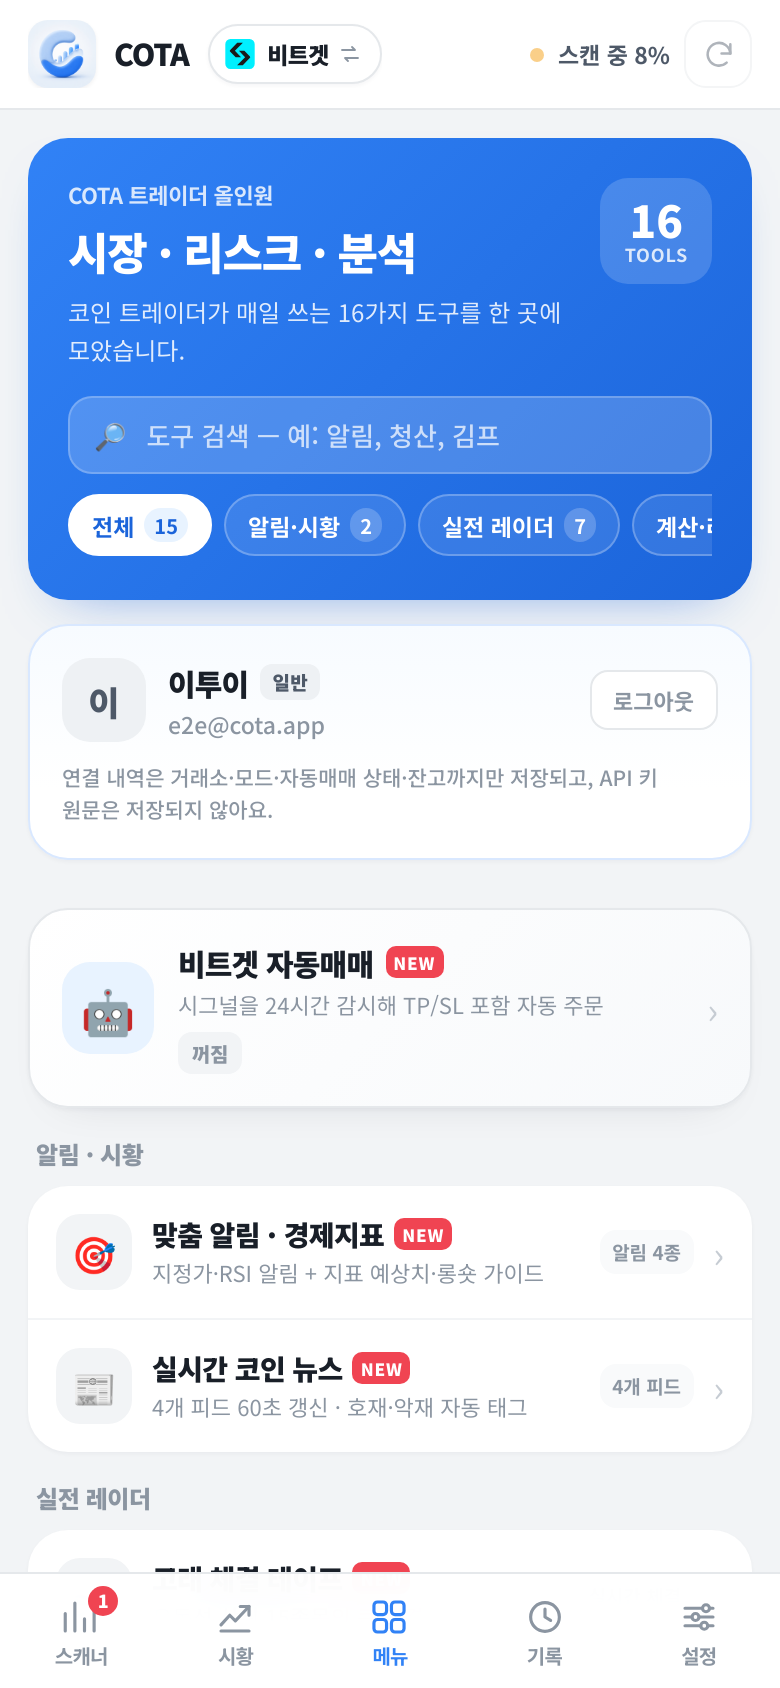 COTA
비트겟
스캔 중 8%
COTA 트레이더 올인원
시장 · 리스크 · 분석
16
TOOLS
코인 트레이더가 매일 쓰는 16가지 도구를 한 곳에
모았습니다.
도구 검색 — 예: 알림, 청산, 김프
전체 15
알림·시황 2
실전 레이더 7
계산·
이
이투이 일반
e2e@cota.app
로그아웃
연결 내역은 거래소·모드·자동매매 상태·잔고까지만 저장되고, API 키
원문은 저장되지 않아요.
비트겟 자동매매 NEW
시그널을 24시간 감시해 TP/SL 포함 자동 주문
꺼짐
알림 · 시황
맞춤 알림 · 경제지표 NEW
지정가·RSI 알림 + 지표 예상치·롱숏 가이드
알림 4종
실시간 코인 뉴스 NEW
4개 피드 60초 갱신 · 호재·악재 자동 태그
4개 피드
실전 레이더
1
스캐너
시황
메뉴
기록
설정